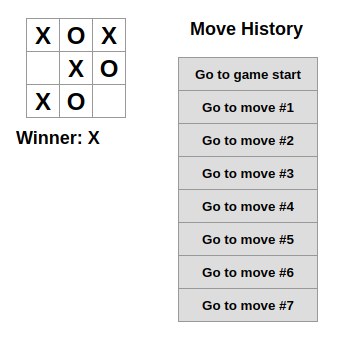 X O X
X O
X O
Winner: X
Move History
Go to game start
Go to move #1
Go to move #2
Go to move #3
Go to move #4
Go to move #5
Go to move #6
Go to move #7